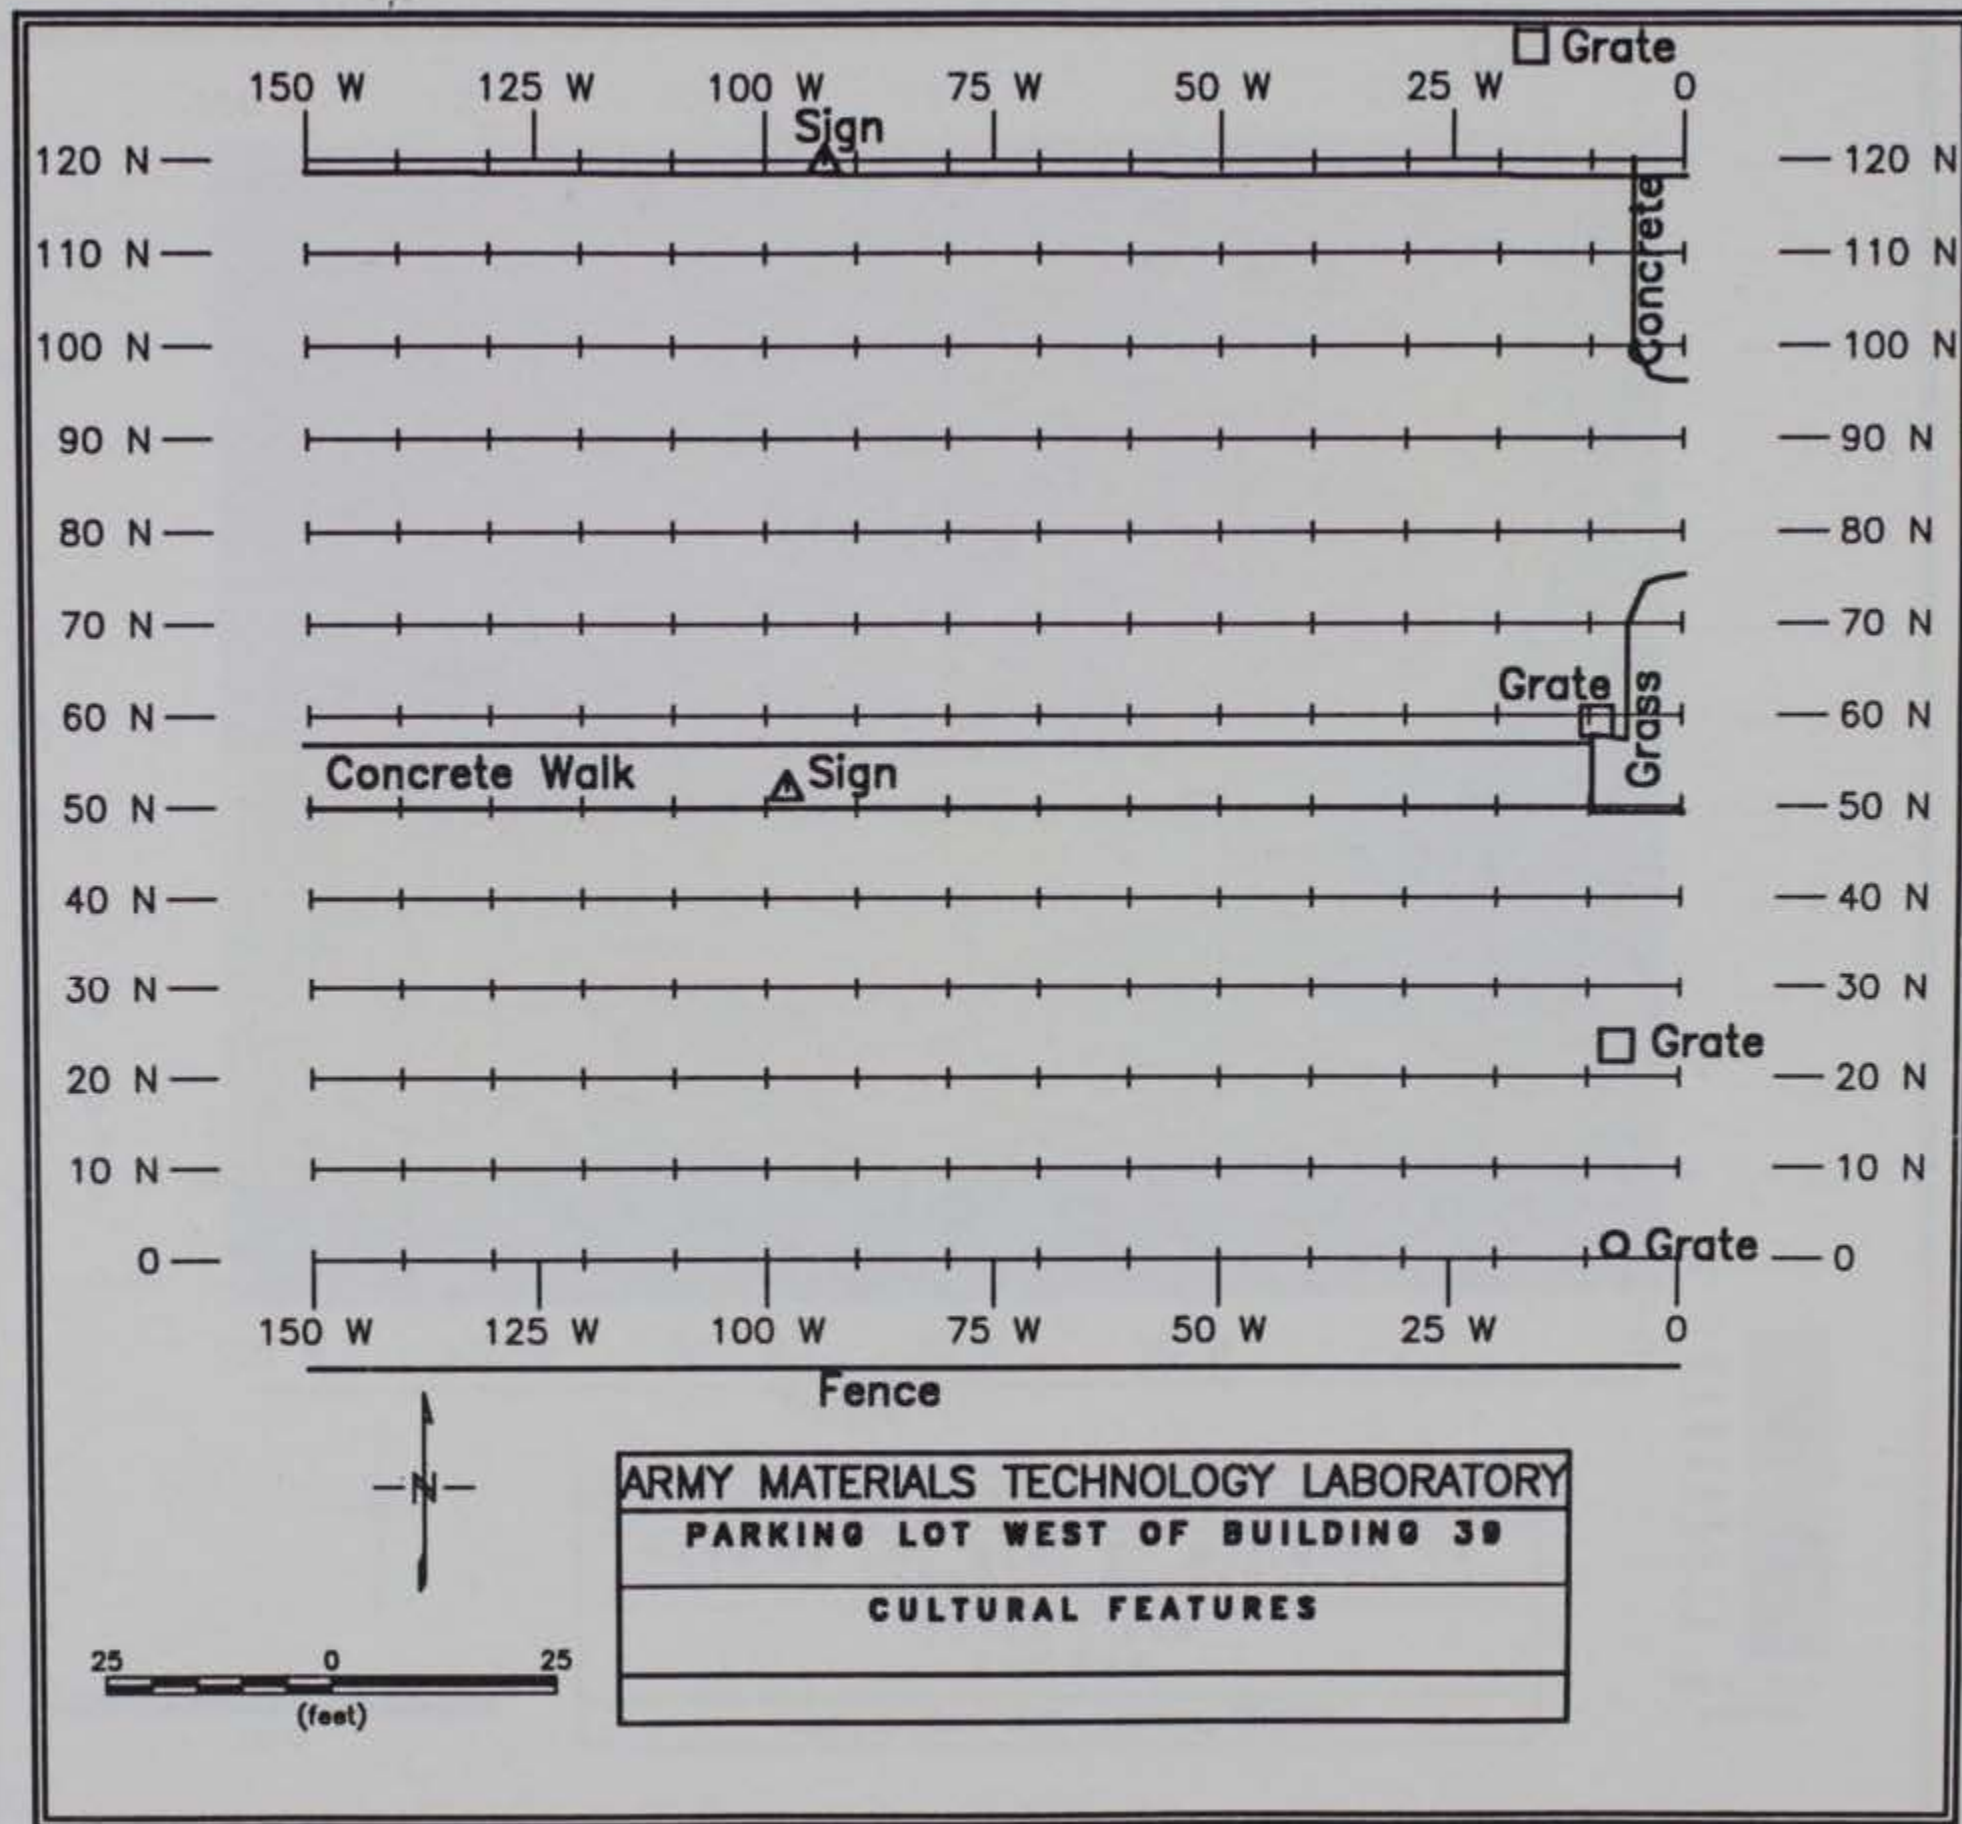 Grate
150 W 125 W 100 W 75 W 50 W 25 W 0
Sign
120 N 120 N
Concrete
110 N 110 N
100 N 100 N
90 N 90 N
80 N 80 N
70 N 70 N
Grate
60 N 60 N
Grass
Concrete Walk Sign
50 N 50 N
40 N 40 N
30 N 30 N
Grate
20 N 20 N
10 N 10 N
Grate
0 0
150 W 125 W 100 W 75 W 50 W 25 W 0
Fence
N
ARMY MATERIALS TECHNOLOGY LABORATORY
PARKING LOT WEST OF BUILDING 39
CULTURAL FEATURES
25 0 25
(feet)